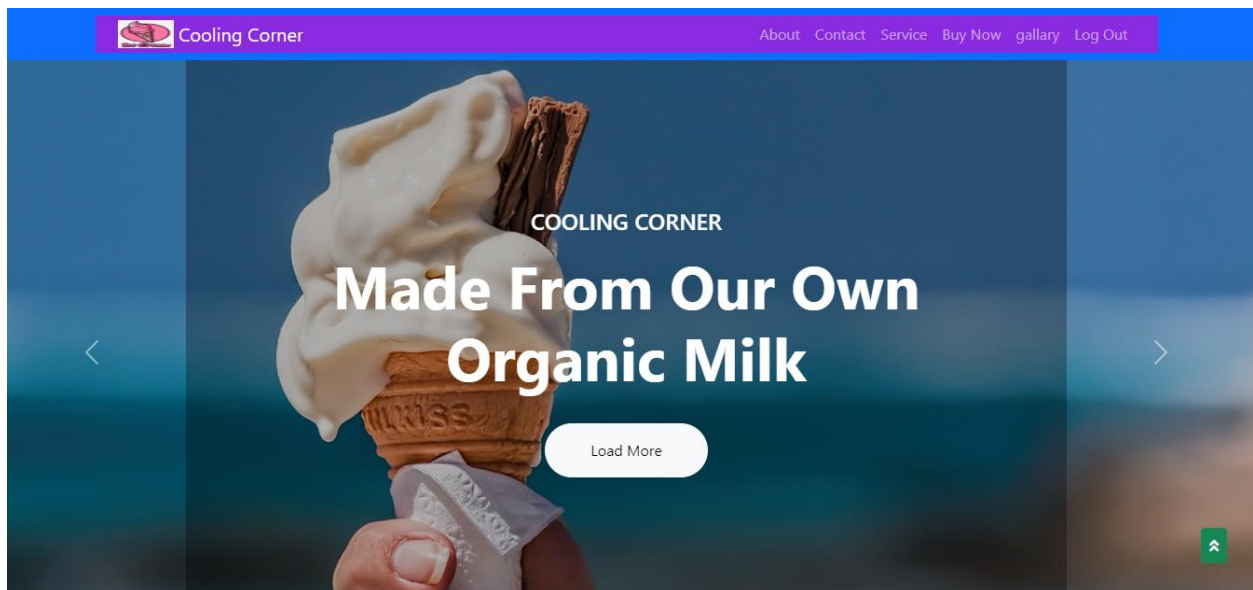 Cooling Corner
About Contact Service Buy Now gallary Log Out
COOLING CORNER
Made From Our Own
Organic Milk
Load More